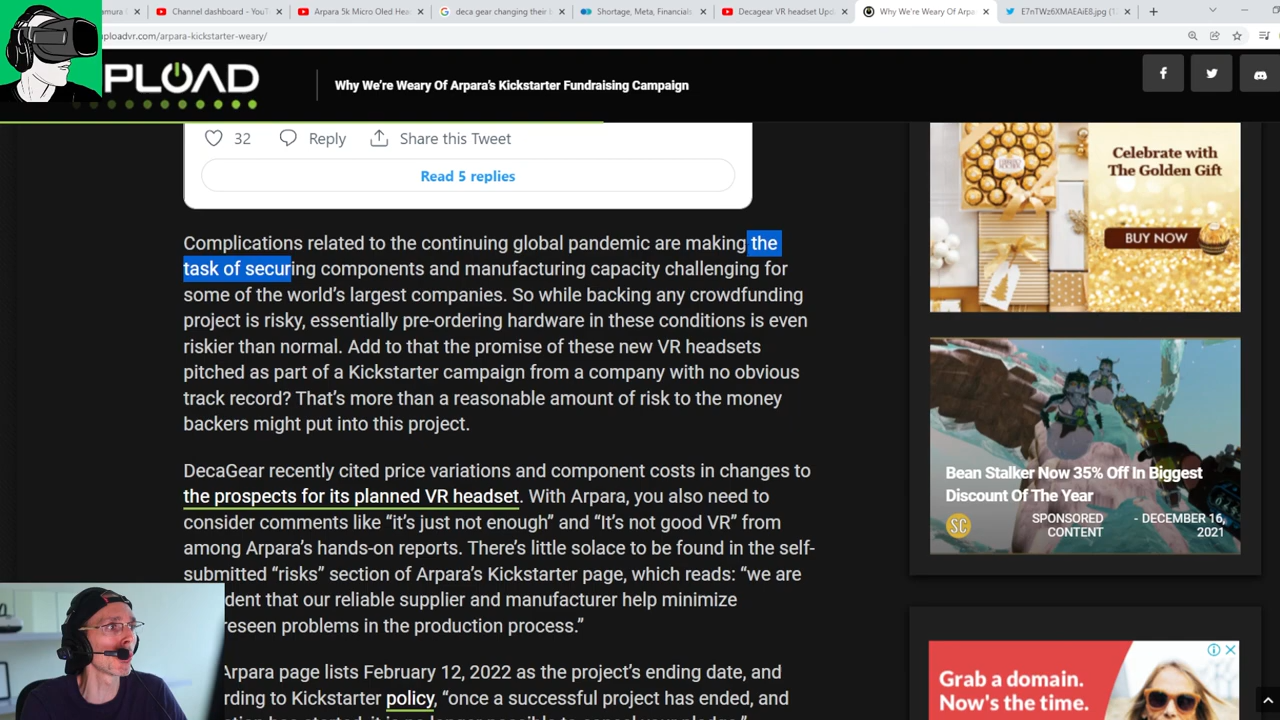 Channel dashboard - YouT
Arpara 5k Micro Oled Hea
deca gear changing their b
Shortage, Meta, Financials
Decagear VR headset Upd
Why We're Weary Of Arpa
E7nTWz6XMAEAiE8.jpg (1
uploadvr.com/arpara-kickstarter-weary/
PLOAD
Why We're Weary Of Arpara's Kickstarter Fundraising Campaign
32 Reply Share this Tweet
Read 5 replies
Complications related to the continuing global pandemic are making the
task of securing components and manufacturing capacity challenging for
some of the world's largest companies. So while backing any crowdfunding
project is risky, essentially pre-ordering hardware in these conditions is even
riskier than normal. Add to that the promise of these new VR headsets
pitched as part of a Kickstarter campaign from a company with no obvious
track record? That's more than a reasonable amount of risk to the money
backers might put into this project.
DecaGear recently cited price variations and component costs in changes to
the prospects for its planned VR headset. With Arpara, you also need to
consider comments like “it's just not enough” and “It's not good VR” from
among Arpara's hands-on reports. There's little solace to be found in the self-
submitted “risks” section of Arpara's Kickstarter page, which reads: “we are
dent that our reliable supplier and manufacturer help minimize
reseen problems in the production process.”
Arpara page lists February 12, 2022 as the project's ending date, and
rding to Kickstarter policy, “once a successful project has ended, and
Celebrate with
The Golden Gift
BUY NOW
Bean Stalker Now 35% Off In Biggest
Discount Of The Year
SC
SPONSORED
CONTENT
- DECEMBER 16,
2021
Grab a domain.
Now's the time.